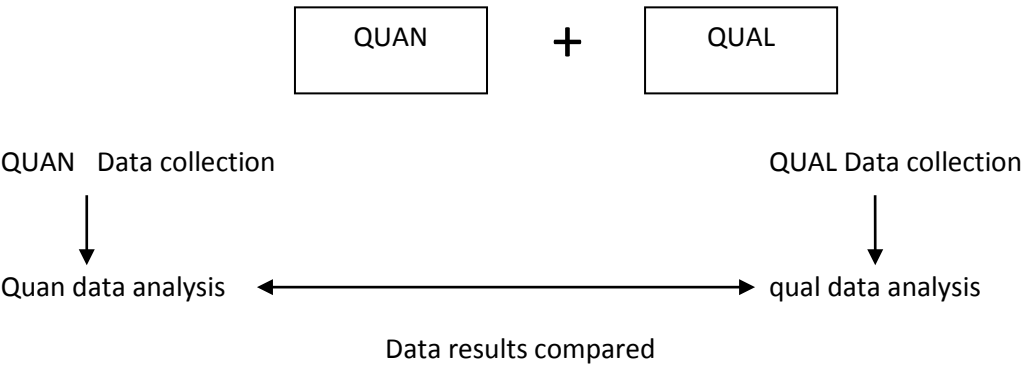 QUAN + QUAL
QUAN Data collection QUAL Data collection
Quan data analysis qual data analysis
Data results compared